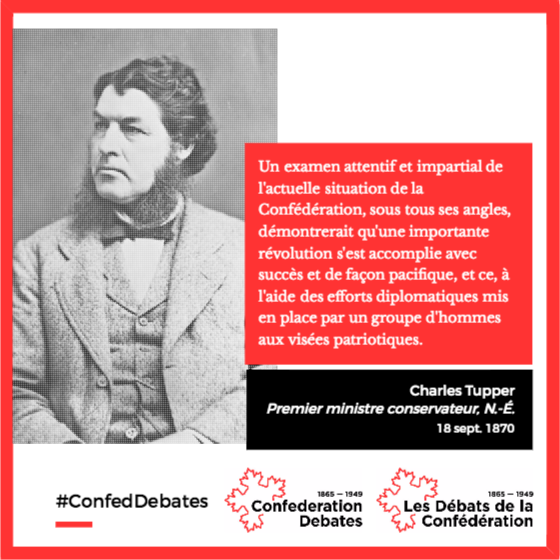 Un examen attentif et impartial de
l'actuelle situation de la
Confédération, sous tous ses angles,
démontrerait qu'une importante
révolution s'est accomplie avec
succès et de façon pacifique, et ce, à
l'aide des efforts diplomatiques mis
en place par un groupe d'hommes
aux visées patriotiques.
Charles Tupper
Premier ministre conservateur, N.-É.
18 sept. 1870
#ConfedDebates
1865 — 1949
Confederation
Debates
1865 — 1949
Les Débats de la
Confédération